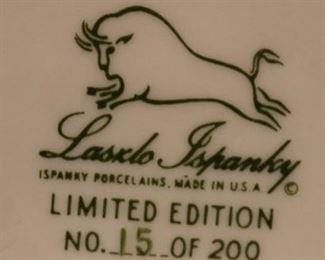 Laszlo Ispanky
ISPANKY PORCELAINS, MADE IN U.S.A. ©
LIMITED EDITION
NO. 15 OF 200